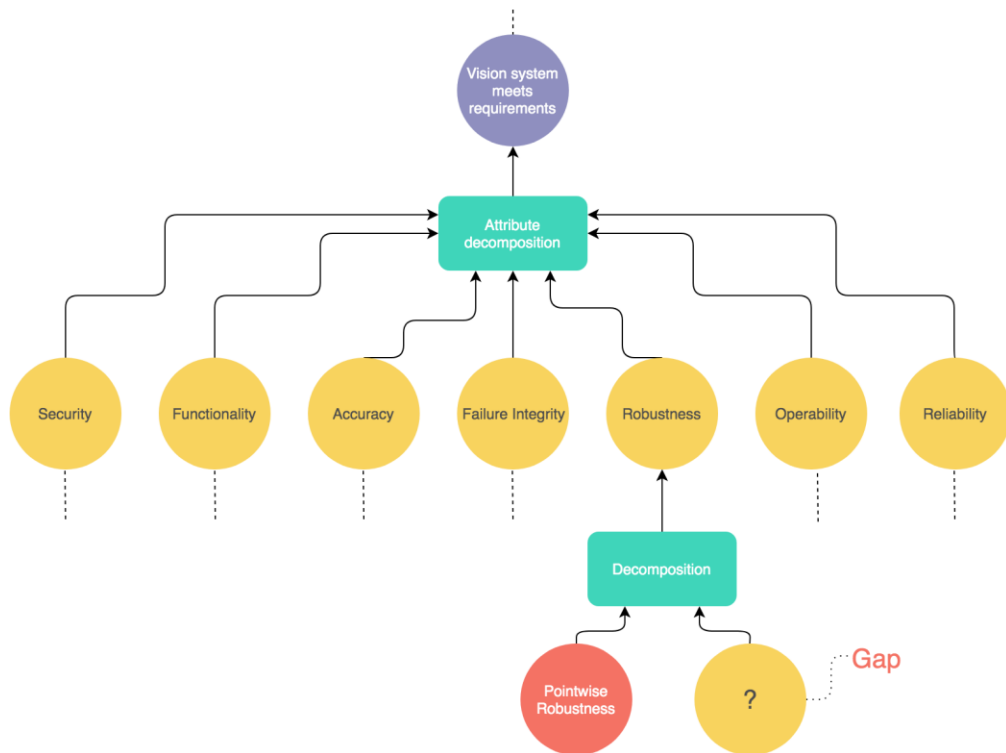 Vision system
meets
requirements
Attribute
decomposition
Security
Functionality
Accuracy
Failure Integrity
Robustness
Operability
Reliability
Decomposition
Pointwise
Robustness
?
Gap